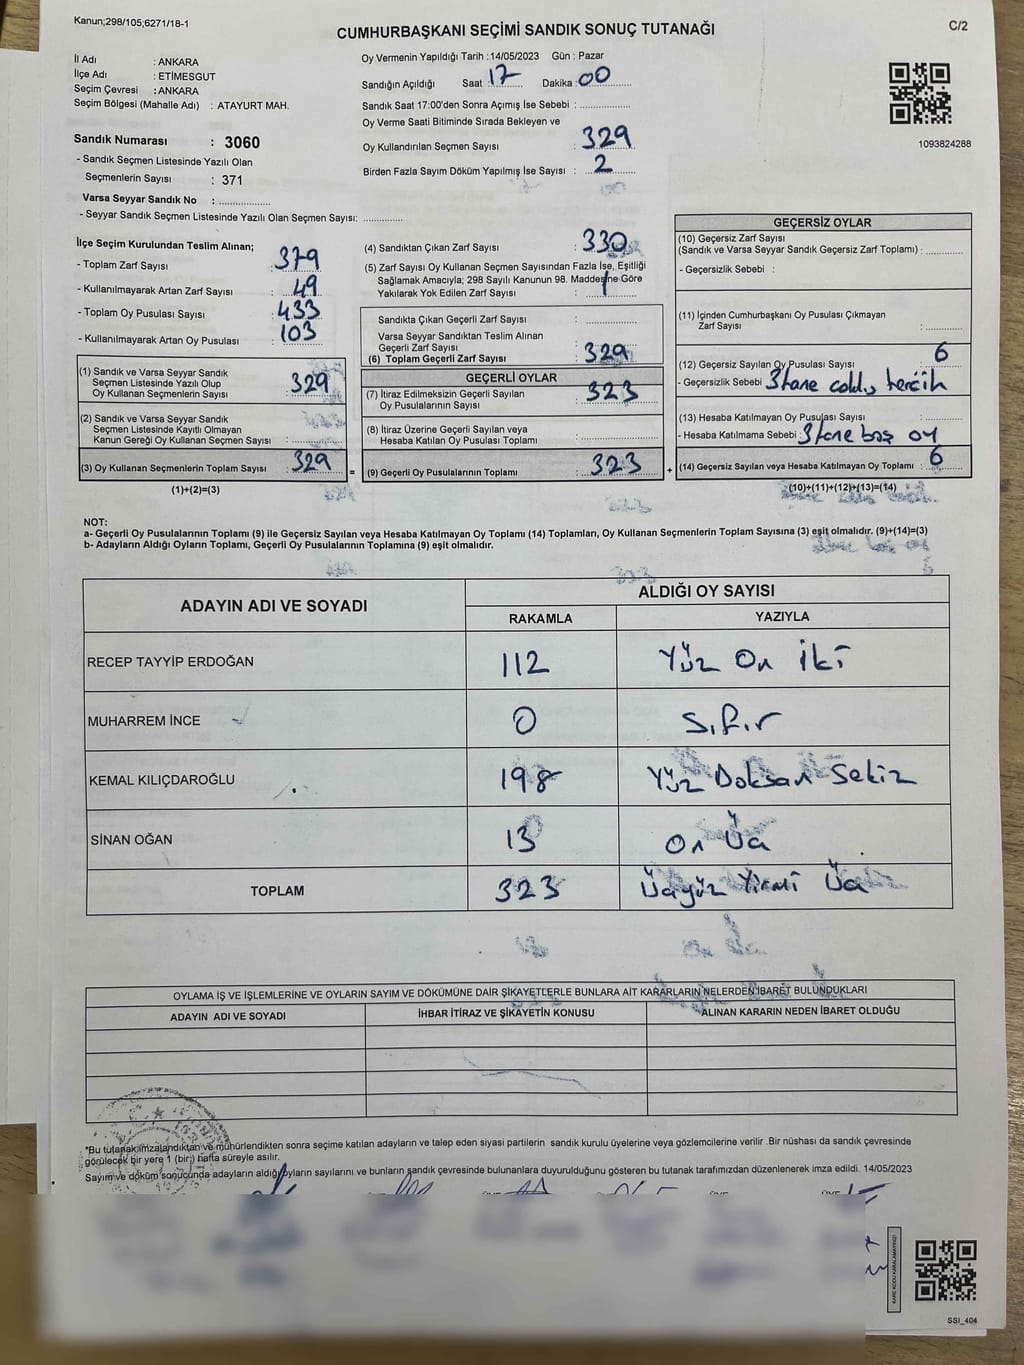 Kanun;298/105;6271/18-1
CUMHURBAŞKANI SEÇİMİ SANDIK SONUÇ TUTANAĞI
C/2
İl Adı : ANKARA
İlçe Adı : ETİMESGUT
Seçim Çevresi : ANKARA
Seçim Bölgesi (Mahalle Adı) : ATAYURT MAH.
Oy Vermenin Yapıldığı Tarih :14/05/2023 Gün : Pazar
Sandığın Açıldığı Saat : 17 Dakika : 00
Sandık Saat 17:00'den Sonra Açımış İse Sebebi :
Oy Verme Saati Bitiminde Sırada Bekleyen ve
Oy Kullandırılan Seçmen Sayısı : 329
Birden Fazla Sayım Döküm Yapılmış İse Sayısı : 2
1093824288
Sandık Numarası : 3060
- Sandık Seçmen Listesinde Yazılı Olan
Seçmenlerin Sayısı : 371
Varsa Seyyar Sandık No :
- Seyyar Sandık Seçmen Listesinde Yazılı Olan Seçmen Sayısı:
İlçe Seçim Kurulundan Teslim Alınan;
- Toplam Zarf Sayısı : 379
- Kullanılmayarak Artan Zarf Sayısı : 49
- Toplam Oy Pusulası Sayısı : 433
- Kullanılmayarak Artan Oy Pusulası : 103
(1) Sandık ve Varsa Seyyar Sandık
Seçmen Listesinde Yazılı Olup
Oy Kullanan Seçmenlerin Sayısı : 329
(2) Sandık ve Varsa Seyyar Sandık
Seçmen Listesinde Kayıtlı Olmayan
Kanun Gereği Oy Kullanan Seçmen Sayısı :
(3) Oy Kullanan Seçmenlerin Toplam Sayısı : 329
(1)+(2)=(3)
(4) Sandıktan Çıkan Zarf Sayısı : 330
(5) Zarf Sayısı Oy Kullanan Seçmen Sayısından Fazla İse, Eşitliği
Sağlamak Amacıyla; 298 Sayılı Kanunun 98. Maddesine Göre
Yakılarak Yok Edilen Zarf Sayısı : 1
Sandıkta Çıkan Geçerli Zarf Sayısı :
Varsa Seyyar Sandıktan Teslim Alınan
Geçerli Zarf Sayısı :
(6) Toplam Geçerli Zarf Sayısı : 329
GEÇERLİ OYLAR
(7) İtiraz Edilmeksizin Geçerli Sayılan
Oy Pusulalarının Sayısı : 323
(8) İtiraz Üzerine Geçerli Sayılan veya
Hesaba Katılan Oy Pusulası Toplamı :
= (9) Geçerli Oy Pusulalarının Toplamı : 323 +
GEÇERSİZ OYLAR
(10) Geçersiz Zarf Sayısı
(Sandık ve Varsa Seyyar Sandık Geçersiz Zarf Toplamı) :
- Geçersizlik Sebebi :
(11) İçinden Cumhurbaşkanı Oy Pusulası Çıkmayan
Zarf Sayısı :
(12) Geçersiz Sayılan Oy Pusulası Sayısı : 6
- Geçersizlik Sebebi 3 tane çoklu tercih
(13) Hesaba Katılmayan Oy Pusulası Sayısı :
- Hesaba Katılmama Sebebi 3 tane boş oy
(14) Geçersiz Sayılan veya Hesaba Katılmayan Oy Toplamı : 6
(10)+(11)+(12)+(13)=(14)
NOT:
a- Geçerli Oy Pusulalarının Toplamı (9) ile Geçersiz Sayılan veya Hesaba Katılmayan Oy Toplamı (14) Toplamları, Oy Kullanan Seçmenlerin Toplam Sayısına (3) eşit olmalıdır. (9)+(14)=(3)
b- Adayların Aldığı Oyların Toplamı, Geçerli Oy Pusulalarının Toplamına (9) eşit olmalıdır.
ADAYIN ADI VE SOYADI ALDIĞI OY SAYISI
RAKAMLA YAZIYLA
RECEP TAYYİP ERDOĞAN 112 Yüz On İki
MUHARREM İNCE 0 Sıfır
KEMAL KILIÇDAROĞLU 198 Yüz Doksan Sekiz
SİNAN OĞAN 13 On Üç
TOPLAM 323 Üçyüz Yirmi Üç
OYLAMA İŞ VE İŞLEMLERİNE VE OYLARIN SAYIM VE DÖKÜMÜNE DAİR ŞİKAYETLERLE BUNLARA AİT KARARLARIN NELERDEN İBARET BULUNDUKLARI
ADAYIN ADI VE SOYADI İHBAR İTİRAZ VE ŞİKAYETİN KONUSU ALINAN KARARIN NEDEN İBARET OLDUĞU
*Bu tutanak imzalandıktan ve mühürlendikten sonra seçime katılan adayların ve talep eden siyasi partilerin sandık kurulu üyelerine veya gözlemcilerine verilir .Bir nüshası da sandık çevresinde
görülecek bir yere 1 (bir) hafta süreyle asılır.
Sayım ve döküm sonucunda adayların aldığı oyların sayılarını ve bunların sandık çevresinde bulunanlara duyurulduğunu gösteren bu tutanak tarafımızdan düzenlenerek imza edildi. 14/05/2023
KARE KODU KARALAMAYINIZ!
SSI_404